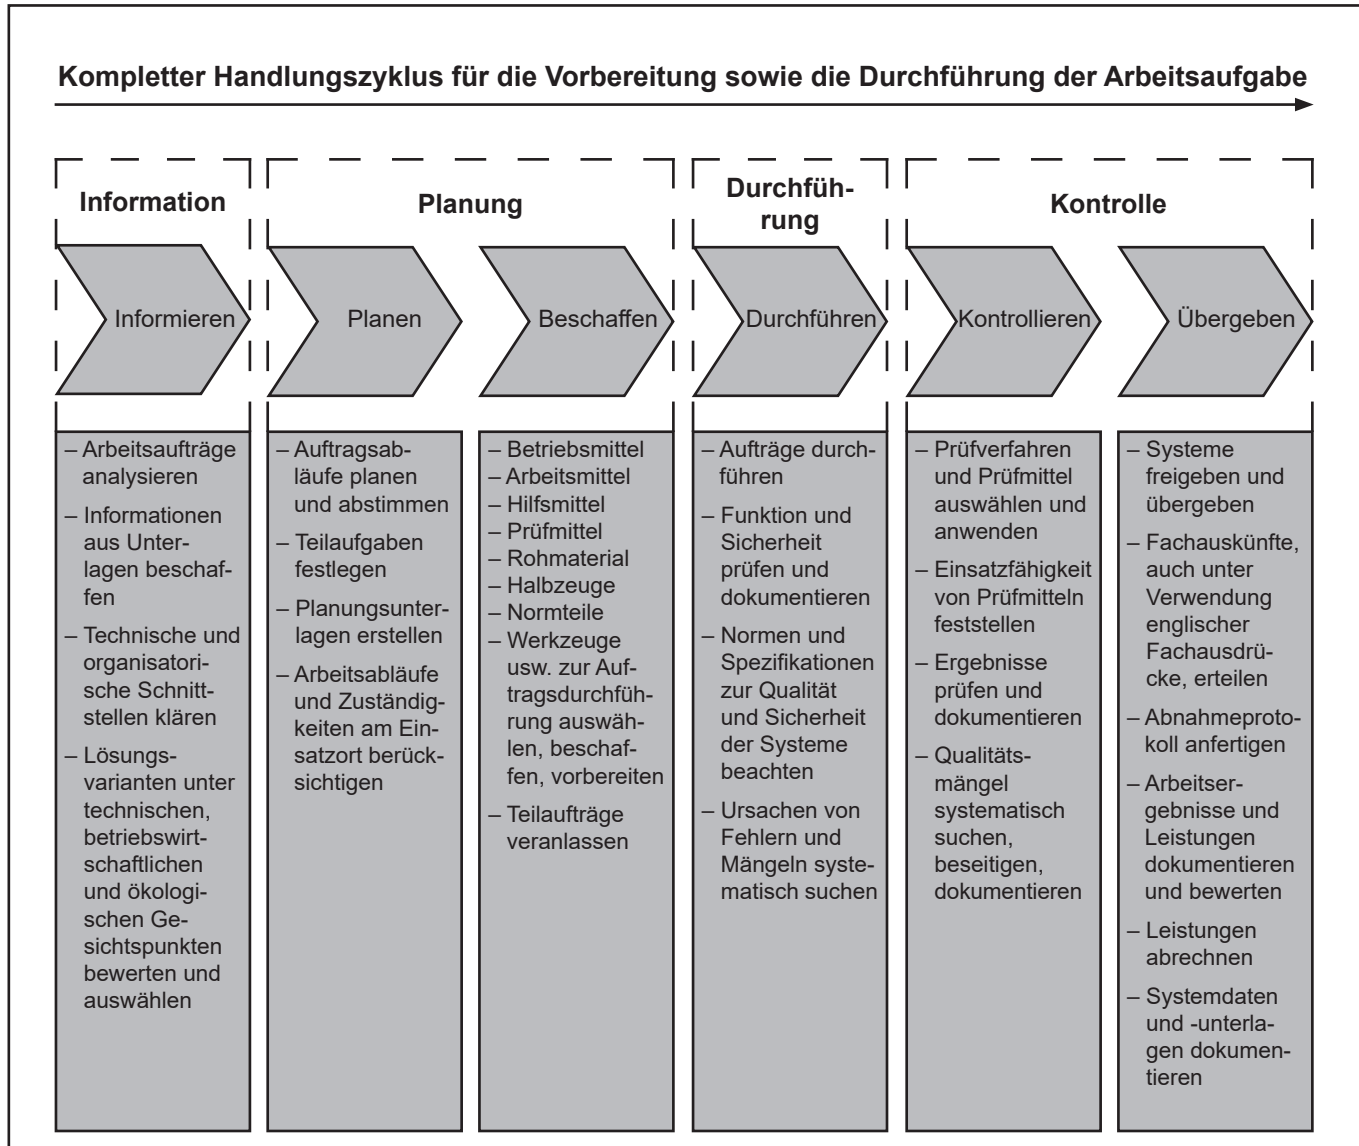 Kompletter Handlungszyklus für die Vorbereitung sowie die Durchführung der Arbeitsaufgabe
Information
Planung
Durchfüh-
rung
Kontrolle
Informieren
Planen
Beschaffen
Durchführen
Kontrollieren
Übergeben
– Arbeitsaufträge
analysieren
– Informationen
aus Unter-
lagen beschaf-
fen
– Technische und
organisatori-
sche Schnitt-
stellen klären
– Lösungs-
varianten unter
technischen,
betriebswirt-
schaftlichen
und ökologi-
schen Ge-
sichtspunkten
bewerten und
auswählen
– Auftragsab-
läufe planen
und abstimmen
– Teilaufgaben
festlegen
– Planungsunter-
lagen erstellen
– Arbeitsabläufe
und Zuständig-
keiten am Ein-
satzort berück-
sichtigen
– Betriebsmittel
– Arbeitsmittel
– Hilfsmittel
– Prüfmittel
– Rohmaterial
– Halbzeuge
– Normteile
– Werkzeuge
usw. zur Auf-
tragsdurchfüh-
rung auswäh-
len, beschaf-
fen, vorbereiten
– Teilaufträge
veranlassen
– Aufträge durch-
führen
– Funktion und
Sicherheit
prüfen und
dokumentieren
– Normen und
Spezifikationen
zur Qualität
und Sicherheit
der Systeme
beachten
– Ursachen von
Fehlern und
Mängeln syste-
matisch suchen
– Prüfverfahren
und Prüfmittel
auswählen und
anwenden
– Einsatzfähigkeit
von Prüfmitteln
feststellen
– Ergebnisse
prüfen und
dokumentieren
– Qualitäts-
mängel
systematisch
suchen,
beseitigen,
dokumentieren
– Systeme
freigeben und
übergeben
– Fachauskünfte,
auch unter
Verwendung
englischer
Fachausdrü-
cke, erteilen
– Abnahmeproto-
koll anfertigen
– Arbeitser-
gebnisse und
Leistungen
dokumentieren
und bewerten
– Leistungen
abrechnen
– Systemdaten
und -unterla-
gen dokumen-
tieren